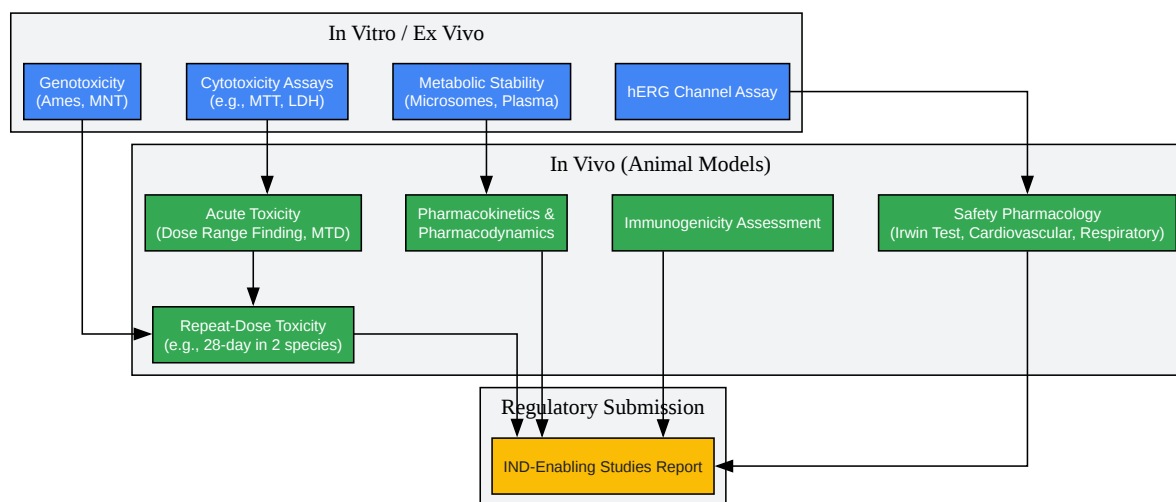 In Vitro / Ex Vivo
Genotoxicity
(Ames, MNT)
Cytotoxicity Assays
(e.g., MTT, LDH)
Metabolic Stability
(Microsomes, Plasma)
hERG Channel Assay
In Vivo (Animal Models)
Acute Toxicity
(Dose Range Finding, MTD)
Pharmacokinetics &
Pharmacodynamics
Immunogenicity Assessment
Safety Pharmacology
(Irwin Test, Cardiovascular, Respiratory)
Repeat-Dose Toxicity
(e.g., 28-day in 2 species)
Regulatory Submission
IND-Enabling Studies Report